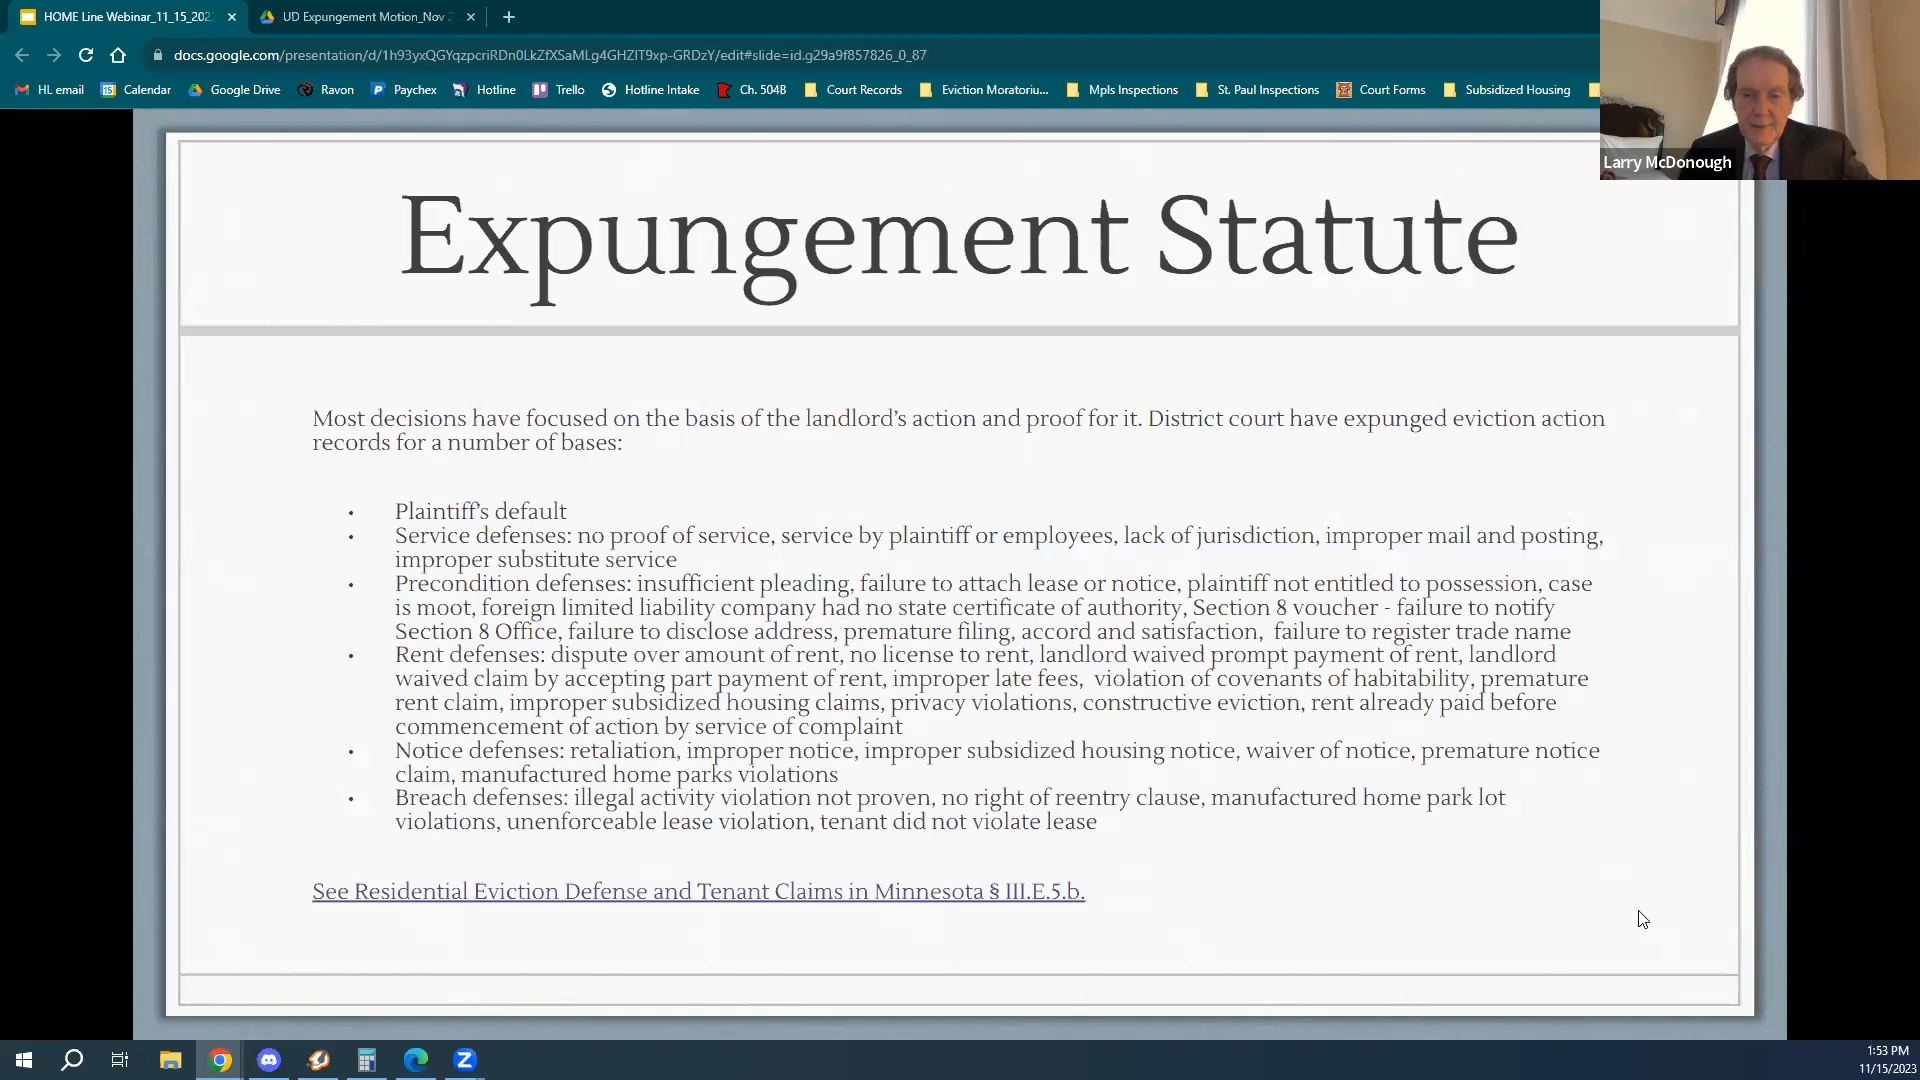 HOME Line Webinar_11_15_202
UD Expungement Motion_Nov 2
docs.google.com/presentation/d/1h93yxQGYqzpcriRDn0LkZfXSaMLg4GHZIT9xp-GRDzY/edit#slide=id.g29a9f857826_0_87
HL email Calendar Google Drive Ravon Paychex Hotline Trello Hotline Intake Ch. 504B Court Records Eviction Moratoriu... Mpls Inspections St. Paul Inspections Court Forms Subsidized Housing
Larry McDonough
Expungement Statute
Most decisions have focused on the basis of the landlord's action and proof for it. District court have expunged eviction action
records for a number of bases:
• Plaintiff's default
• Service defenses: no proof of service, service by plaintiff or employees, lack of jurisdiction, improper mail and posting,
improper substitute service
• Precondition defenses: insufficient pleading, failure to attach lease or notice, plaintiff not entitled to possession, case
is moot, foreign limited liability company had no state certificate of authority, Section 8 voucher - failure to notify
Section 8 Office, failure to disclose address, premature filing, accord and satisfaction, failure to register trade name
• Rent defenses: dispute over amount of rent, no license to rent, landlord waived prompt payment of rent, landlord
waived claim by accepting part payment of rent, improper late fees, violation of covenants of habitability, premature
rent claim, improper subsidized housing claims, privacy violations, constructive eviction, rent already paid before
commencement of action by service of complaint
• Notice defenses: retaliation, improper notice, improper subsidized housing notice, waiver of notice, premature notice
claim, manufactured home parks violations
• Breach defenses: illegal activity violation not proven, no right of reentry clause, manufactured home park lot
violations, unenforceable lease violation, tenant did not violate lease
See Residential Eviction Defense and Tenant Claims in Minnesota § III.E.5.b.
1:53 PM
11/15/2023